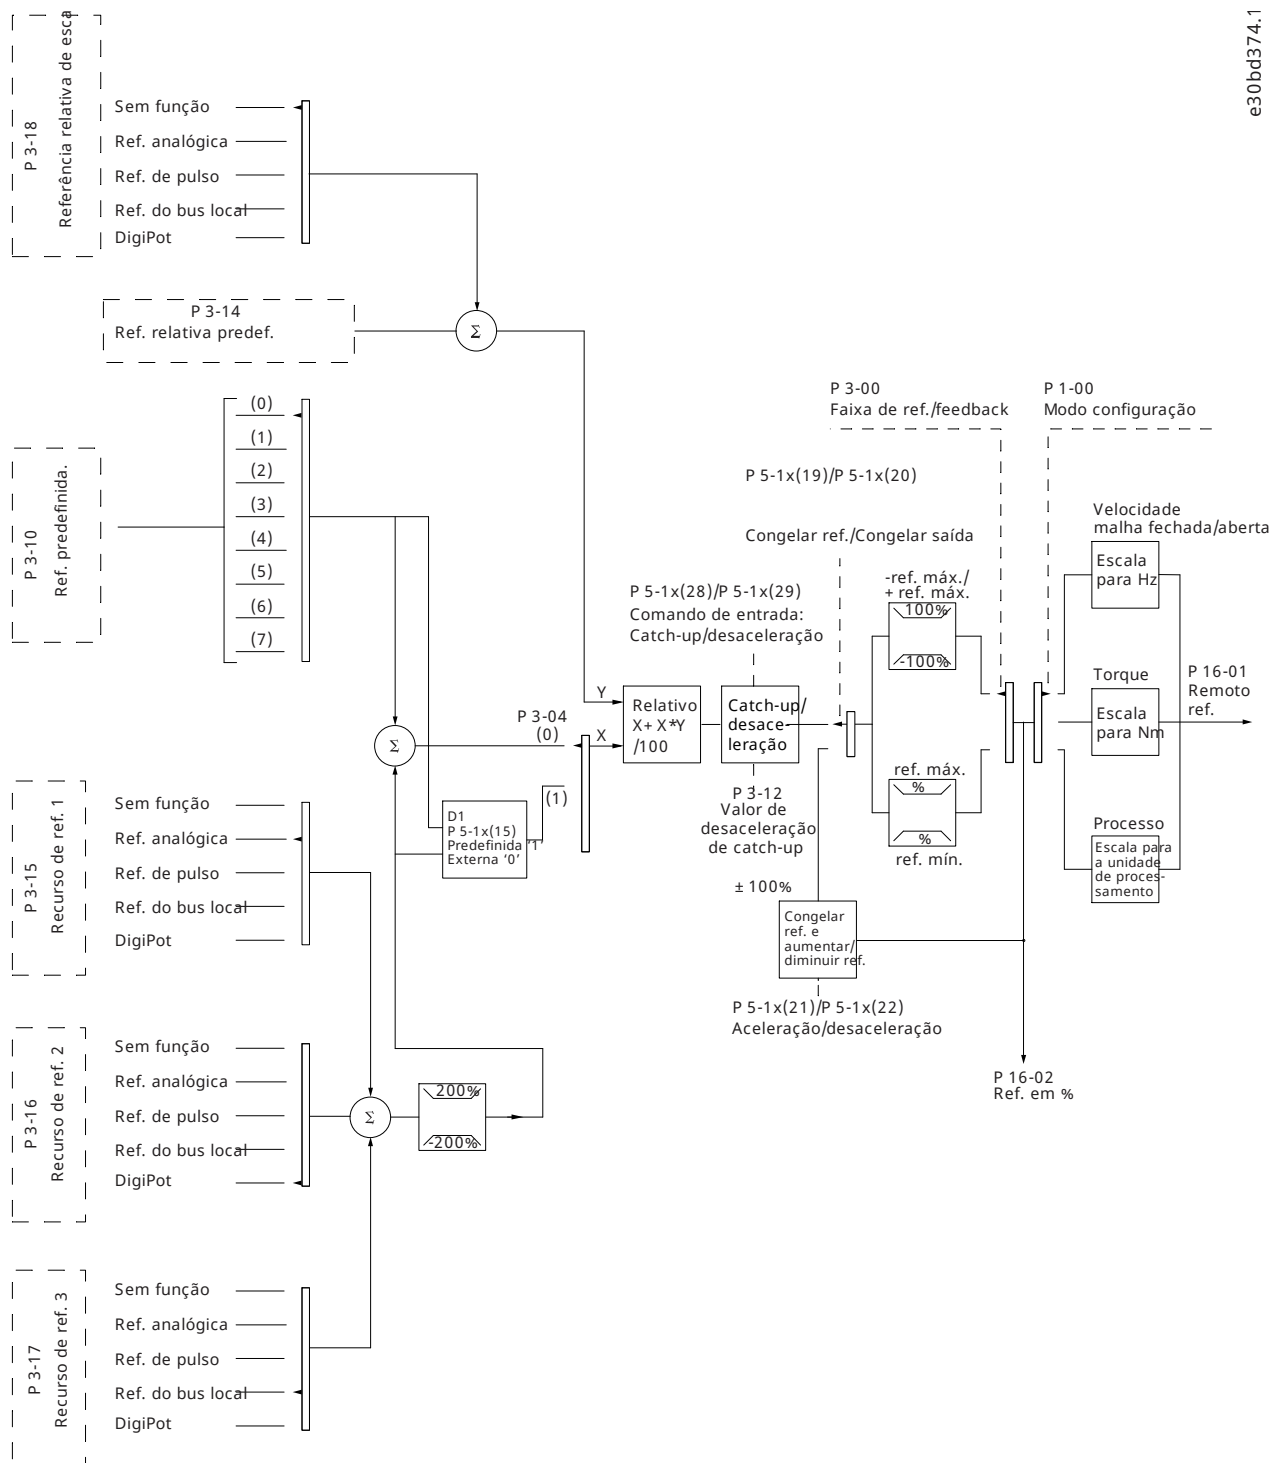 e30bd374.1
P 3-18
Referência relativa de esca
Sem função
Ref. analógica
Ref. de pulso
Ref. do bus local
DigiPot
P 3-14
Ref. relativa predef.
Σ
P 3-10
Ref. predefinida.
(0)
(1)
(2)
(3)
(4)
(5)
(6)
(7)
P 3-00
Faixa de ref./feedback
P 1-00
Modo configuração
P 5-1x(19)/P 5-1x(20)
Congelar ref./Congelar saída
P 5-1x(28)/P 5-1x(29)
Comando de entrada:
Catch-up/desaceleração
-ref. máx./
+ ref. máx.
100%
-100%
Velocidade
malha fechada/aberta
Escala
para Hz
Y
X
P 3-04
(0)
(1)
Relativo
X+ X*Y
/100
Catch-up/
desace-
leração
Torque
Escala
para Nm
P 16-01
Remoto
ref.
Σ
D1
P 5-1x(15)
Predefinida '1'
Externa '0'
P 3-12
Valor de
desaceleração
de catch-up
ref. máx.
%
%
ref. mín.
Processo
Escala para
a unidade
de proces-
samento
± 100%
Congelar
ref. e
aumentar/
diminuir ref.
P 5-1x(21)/P 5-1x(22)
Aceleração/desaceleração
P 16-02
Ref. em %
P 3-15
Recurso de ref. 1
Sem função
Ref. analógica
Ref. de pulso
Ref. do bus local
DigiPot
P 3-16
Recurso de ref. 2
Sem função
Ref. analógica
Ref. de pulso
Ref. do bus local
DigiPot
Σ
200%
-200%
P 3-17
Recurso de ref. 3
Sem função
Ref. analógica
Ref. de pulso
Ref. do bus local
DigiPot